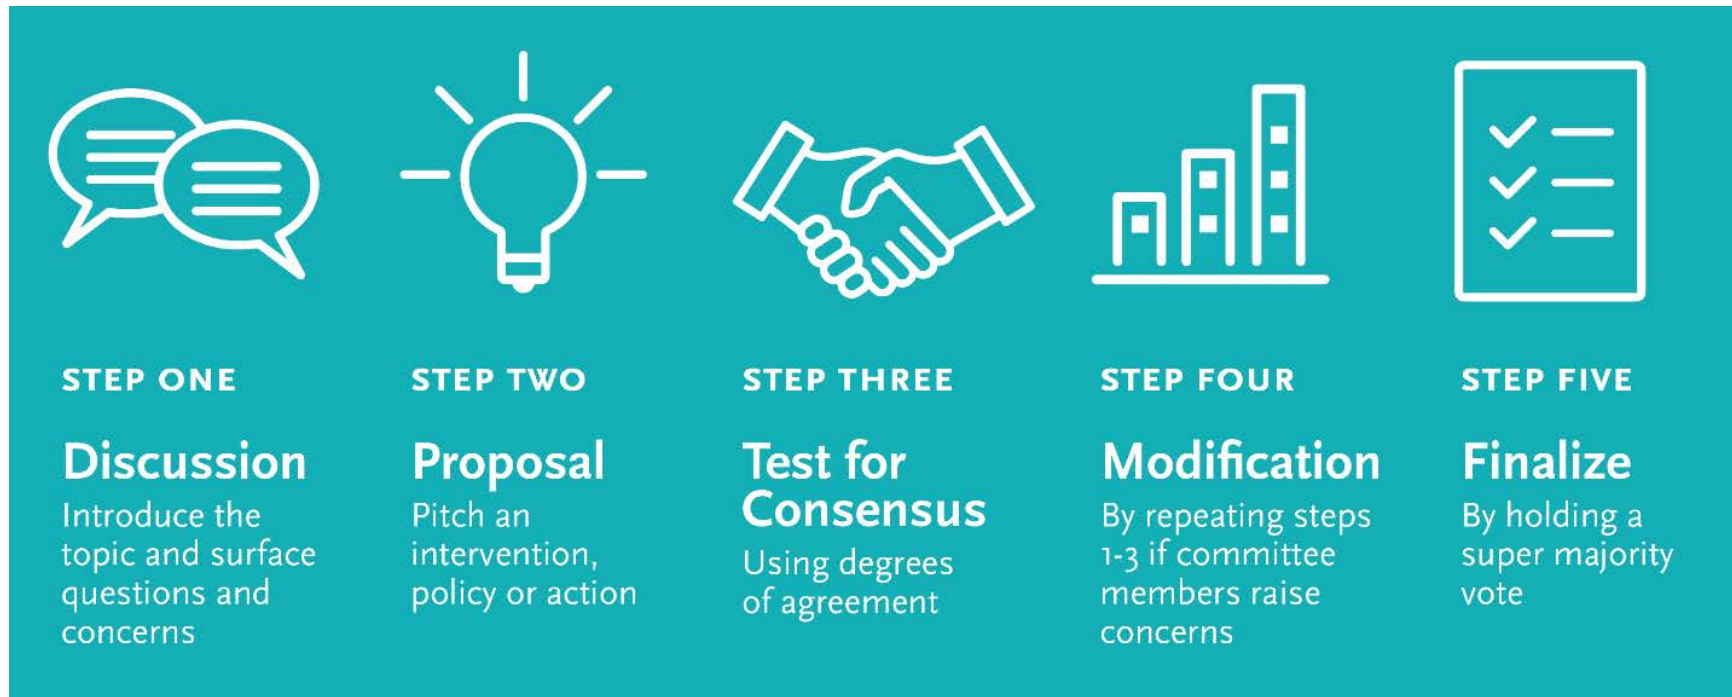 STEP ONE
Discussion
Introduce the
topic and surface
questions and
concerns
STEP TWO
Proposal
Pitch an
intervention,
policy or action
STEP THREE
Test for
Consensus
Using degrees
of agreement
STEP FOUR
Modification
By repeating steps
1-3 if committee
members raise
concerns
STEP FIVE
Finalize
By holding a
super majority
vote